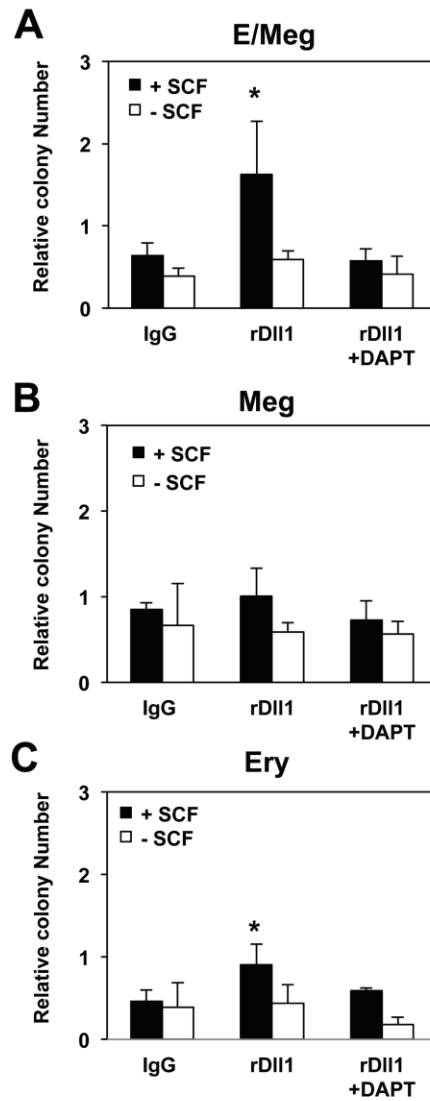 A
E/Meg
Relative colony Number
3
2
1
0
+ SCF
- SCF
*
IgG
rDll1
rDll1
+DAPT
B
Meg
Relative colony Number
3
2
1
0
+ SCF
- SCF
IgG
rDll1
rDll1
+DAPT
C
Ery
Relative colony Number
3
2
1
0
+ SCF
- SCF
*
IgG
rDll1
rDll1
+DAPT